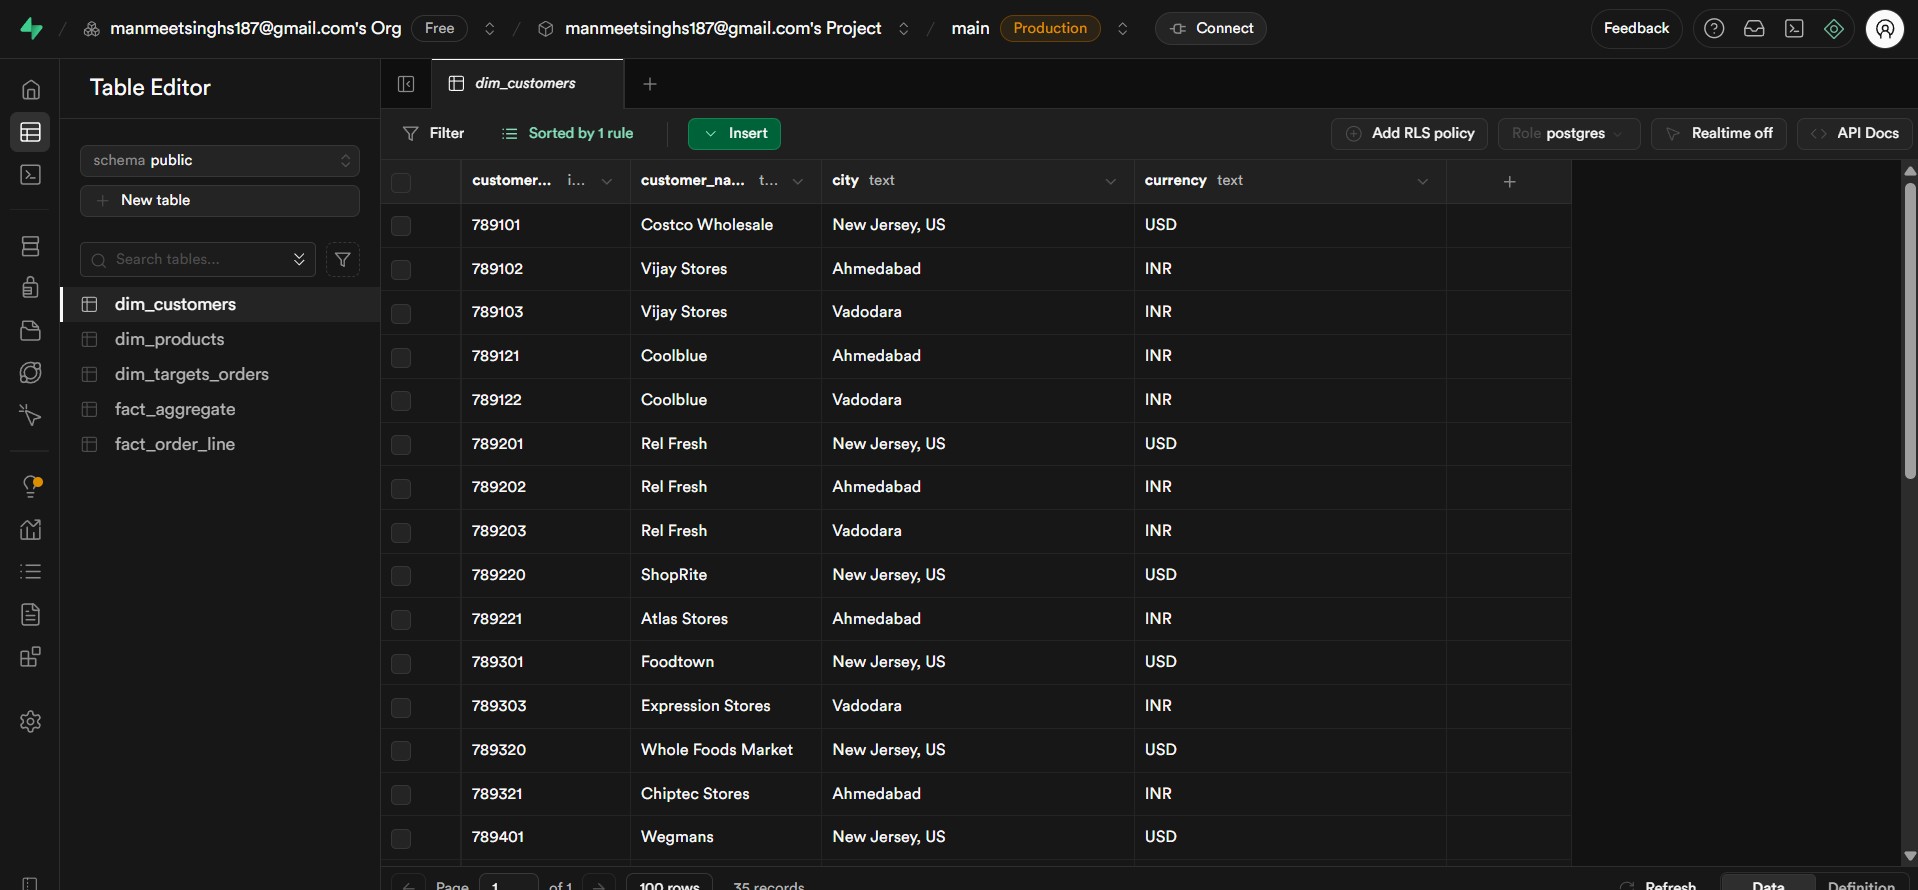 manmeetsinghs187@gmail.com's Org Free manmeetsinghs187@gmail.com's Project main Production Connect Feedback
Table Editor
schema public
New table
Search tables...
dim_customers
dim_products
dim_targets_orders
fact_aggregate
fact_order_line
dim_customers
Filter Sorted by 1 rule Insert Add RLS policy Role postgres Realtime off API Docs
customer... i... customer_na... t... city text currency text
789101 Costco Wholesale New Jersey, US USD
789102 Vijay Stores Ahmedabad INR
789103 Vijay Stores Vadodara INR
789121 Coolblue Ahmedabad INR
789122 Coolblue Vadodara INR
789201 Rel Fresh New Jersey, US USD
789202 Rel Fresh Ahmedabad INR
789203 Rel Fresh Vadodara INR
789220 ShopRite New Jersey, US USD
789221 Atlas Stores Ahmedabad INR
789301 Foodtown New Jersey, US USD
789303 Expression Stores Vadodara INR
789320 Whole Foods Market New Jersey, US USD
789321 Chiptec Stores Ahmedabad INR
789401 Wegmans New Jersey, US USD
Page 1 of 1 100 rows 35 records Refresh Data Definition